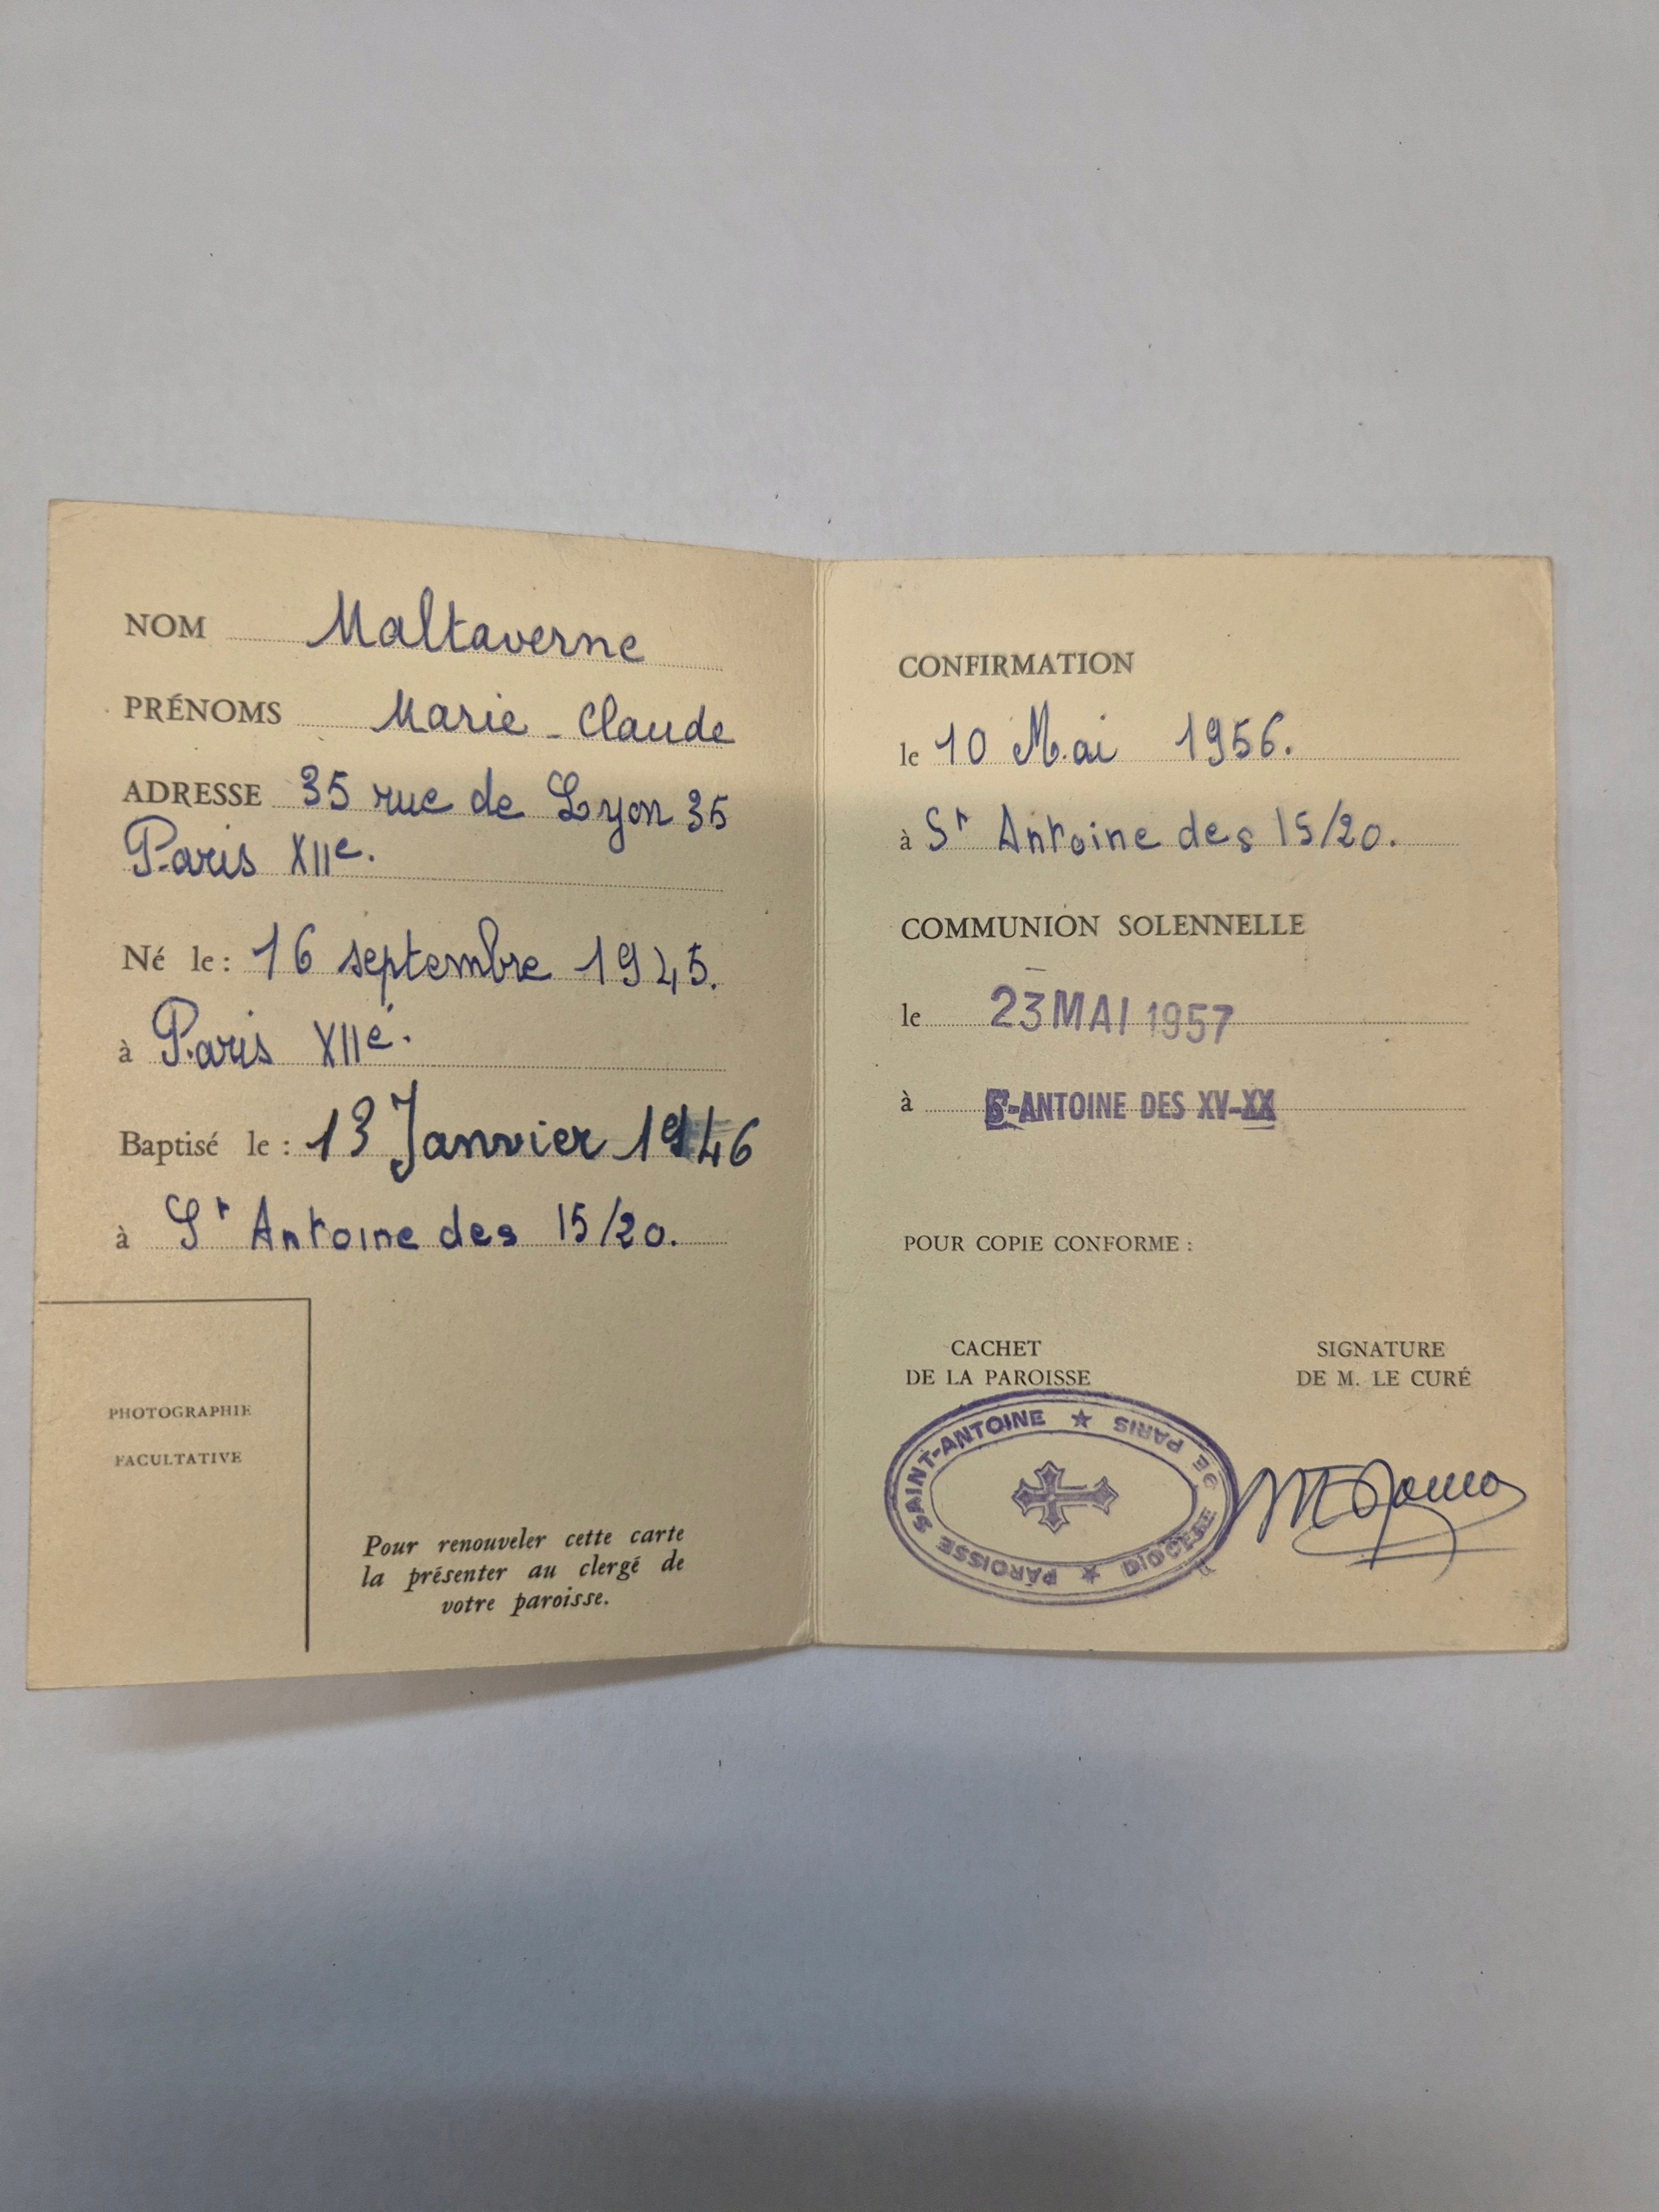 NOM Maltaverne
PRÉNOMS Marie-Claude
ADRESSE 35 rue de Lyon 35
Paris XIIe.
Né le : 16 septembre 1945.
à Paris XIIe.
Baptisé le : 13 Janvier 1946
à St Antoine des 15/20.
PHOTOGRAPHIE
FACULTATIVE
Pour renouveler cette carte
la présenter au clergé de
votre paroisse.
CONFIRMATION
le 10 Mai 1956.
à St Antoine des 15/20.
COMMUNION SOLENNELLE
le 23 MAI 1957
à St-ANTOINE DES XV-XX
POUR COPIE CONFORME :
CACHET
DE LA PAROISSE
SIGNATURE
DE M. LE CURÉ
PAROISSE SAINT-ANTOINE ★ DIOCÈSE DE PARIS ★